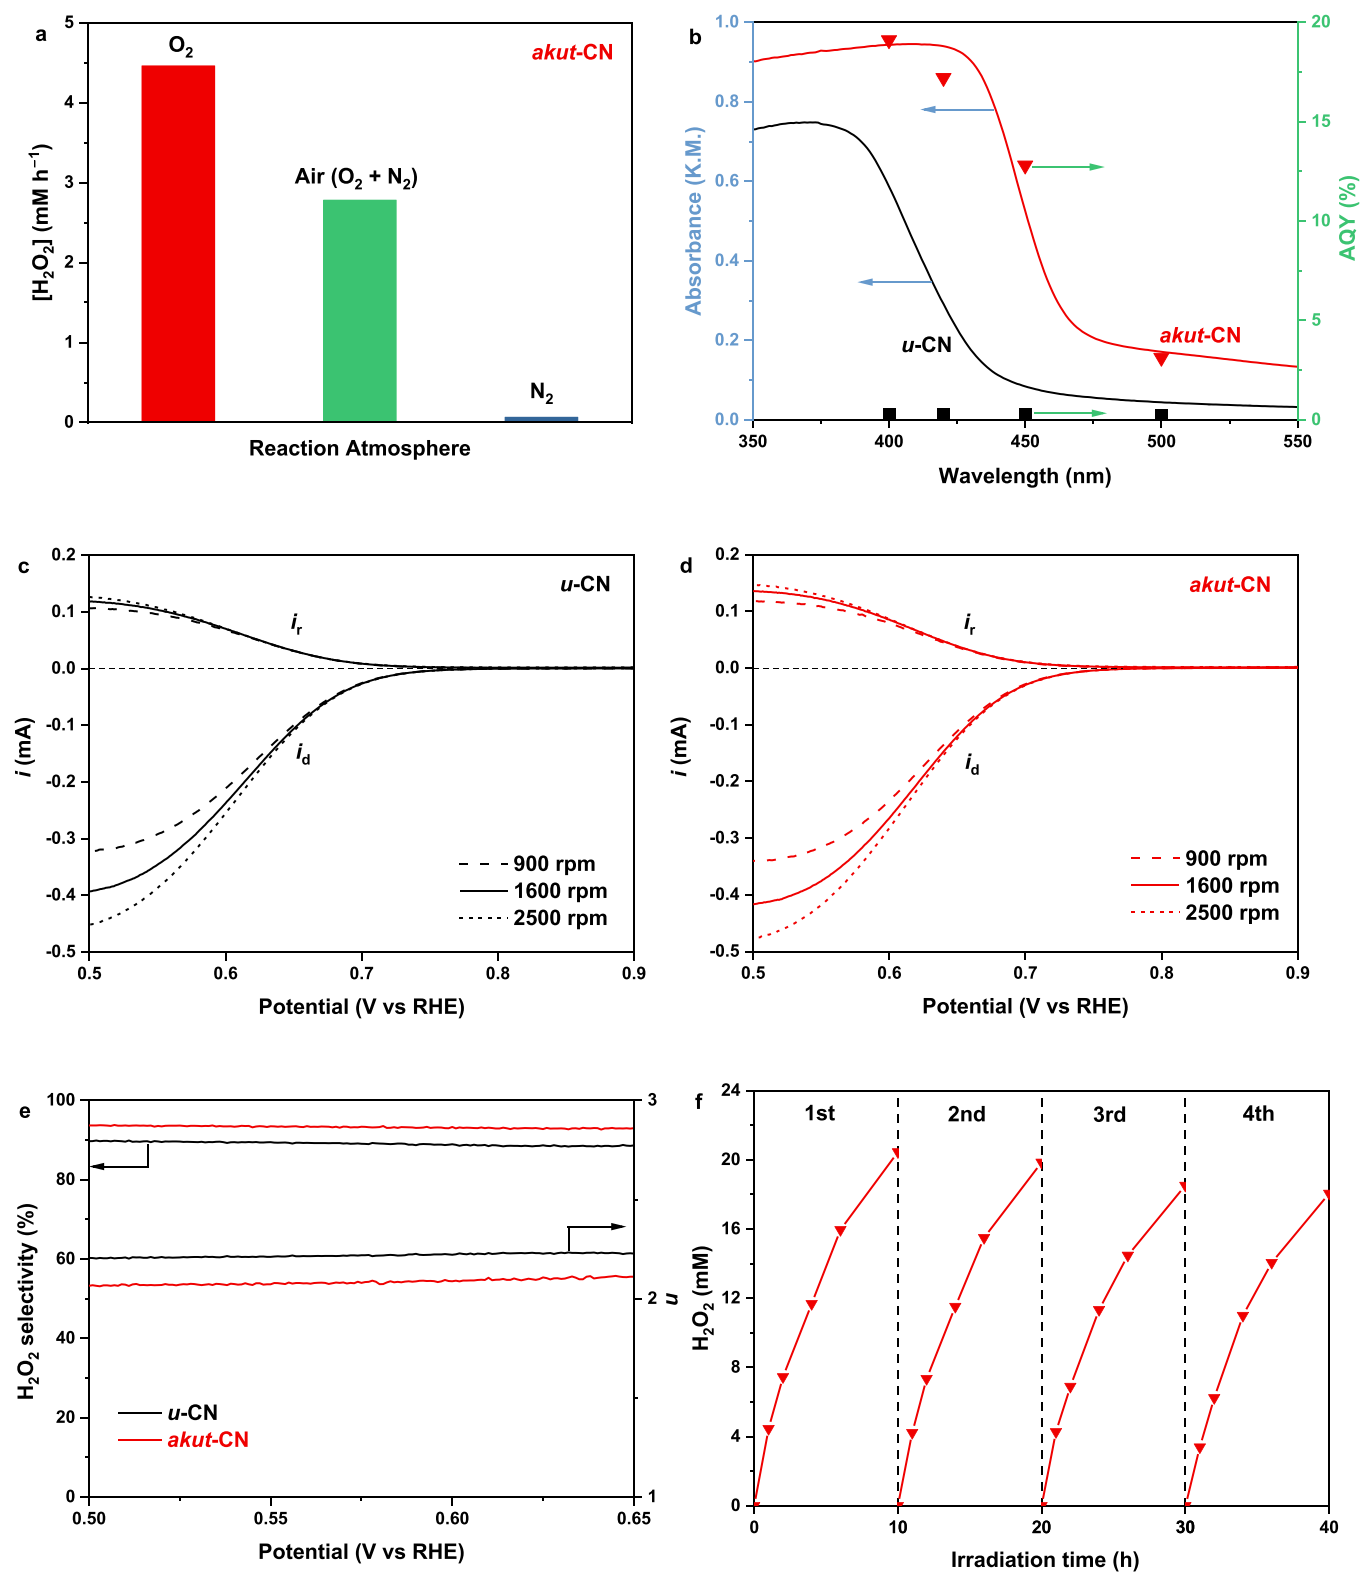 a
akut-CN
O₂
Air (O₂ + N₂)
N₂
5
4
3
2
1
0
[H₂O₂] (mM h⁻¹)
Reaction Atmosphere
b
1.0
0.8
0.6
0.4
0.2
0.0
Absorbance (K.M.)
20
15
10
5
0
AQY (%)
u-CN
akut-CN
350 400 450 500 550
Wavelength (nm)
c
u-CN
0.2
0.1
0.0
-0.1
-0.2
-0.3
-0.4
-0.5
i (mA)
iᵣ
i_d
900 rpm
1600 rpm
2500 rpm
0.5 0.6 0.7 0.8 0.9
Potential (V vs RHE)
d
akut-CN
0.2
0.1
0.0
-0.1
-0.2
-0.3
-0.4
-0.5
i (mA)
iᵣ
i_d
900 rpm
1600 rpm
2500 rpm
0.5 0.6 0.7 0.8 0.9
Potential (V vs RHE)
e
100
80
60
40
20
0
H₂O₂ selectivity (%)
3
2
1
n
u-CN
akut-CN
0.50 0.55 0.60 0.65
Potential (V vs RHE)
f
1st 2nd 3rd 4th
24
20
16
12
8
4
0
H₂O₂ (mM)
0 10 20 30 40
Irradiation time (h)